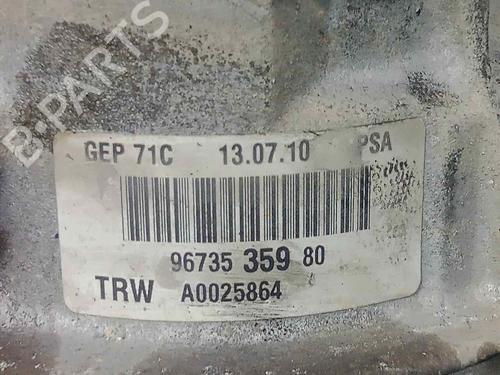 B-PARTS
GEP 71C 13.07.10 PSA
96735 359 80
TRW A0025864